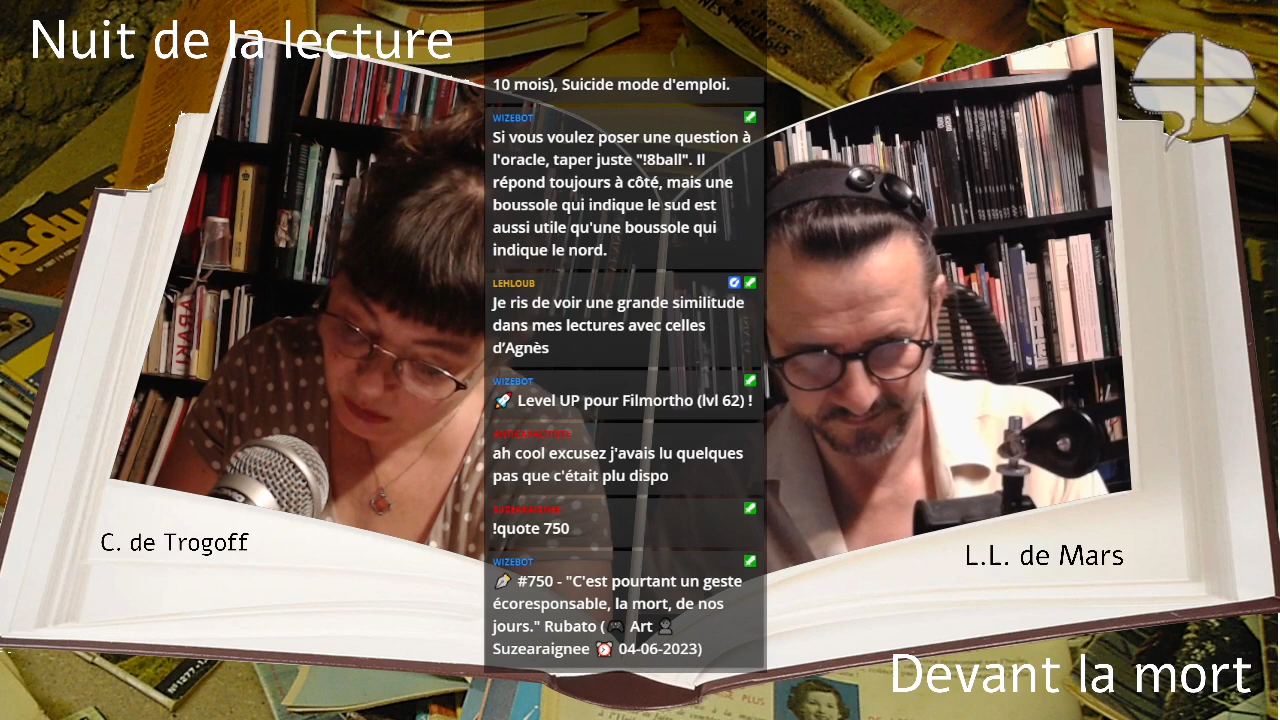 Nuit de la lecture
10 mois), Suicide mode d'emploi.
WIZEBOT
Si vous voulez poser une question à
l'oracle, taper juste "!8ball". Il
répond toujours à côté, mais une
boussole qui indique le sud est
aussi utile qu'une boussole qui
indique le nord.
LEHLOUB
Je ris de voir une grande similitude
dans mes lectures avec celles
d'Agnès
WIZEBOT
🚀 Level UP pour Filmortho (lvl 62) !
ah cool excusez j'avais lu quelques
pas que c'était plu dispo
SUZEARAIGNEE
!quote 750
WIZEBOT
#750 - "C'est pourtant un geste
écoresponsable, la mort, de nos
jours." Rubato (🎮 Art 👤
Suzearaignee ⏰ 04-06-2023)
C. de Trogoff
L.L. de Mars
Devant la mort